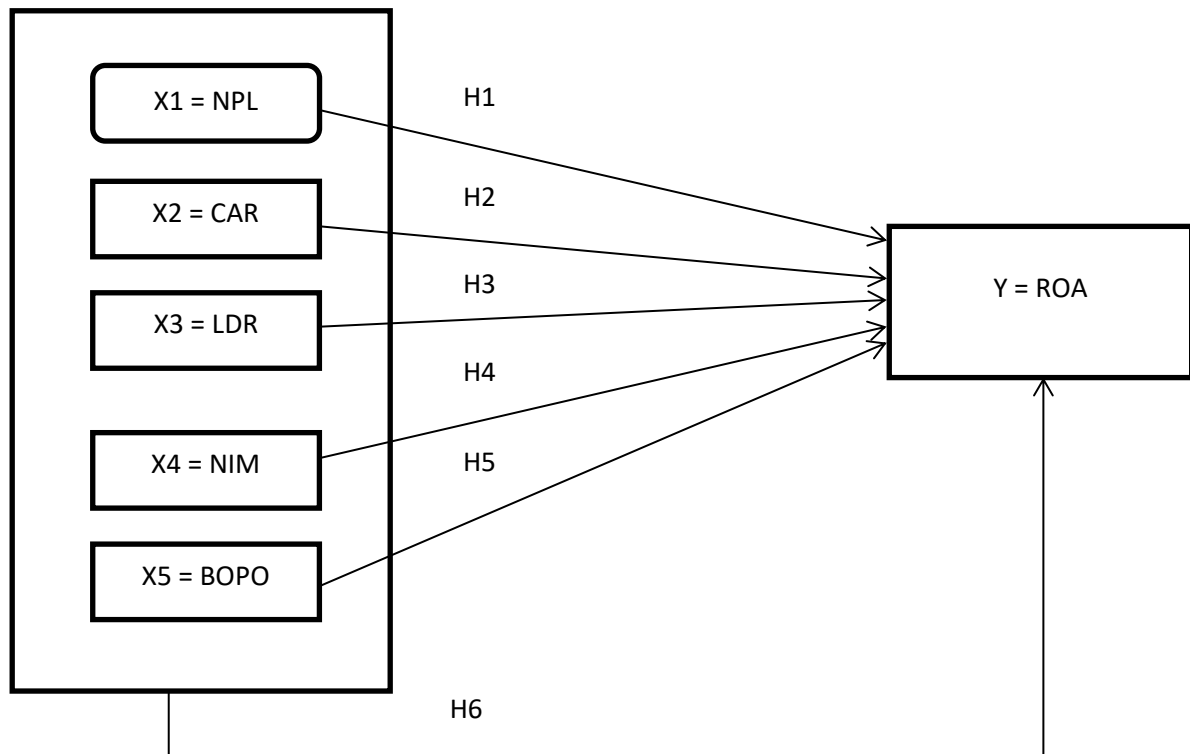 X1 = NPL
H1
X2 = CAR
H2
X3 = LDR
H3
Y = ROA
X4 = NIM
H4
X5 = BOPO
H5
H6